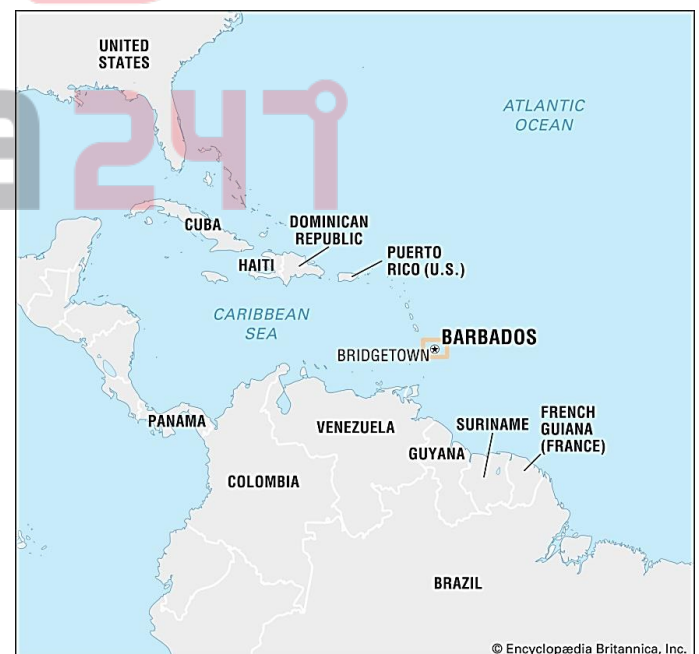 UNITED
STATES
ATLANTIC
OCEAN
a247
CUBA
DOMINICAN
REPUBLIC
HAITI
PUERTO
RICO (U.S.)
CARIBBEAN
SEA
BARBADOS
BRIDGETOWN
PANAMA
VENEZUELA
SURINAME
FRENCH
GUIANA
(FRANCE)
GUYANA
COLOMBIA
BRAZIL
© Encyclopædia Britannica, Inc.